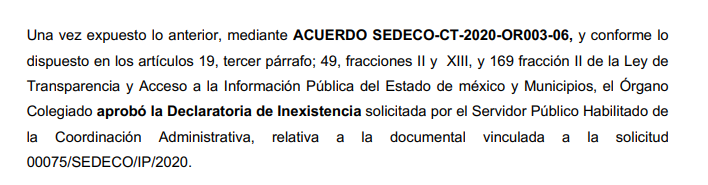 Una vez expuesto lo anterior, mediante ACUERDO SEDECO-CT-2020-OR003-06, y conforme lo
dispuesto en los artículos 19, tercer párrafo; 49, fracciones II y XIII, y 169 fracción II de la Ley de
Transparencia y Acceso a la Información Pública del Estado de méxico y Municipios, el Órgano
Colegiado aprobó la Declaratoria de Inexistencia solicitada por el Servidor Público Habilitado de
la Coordinación Administrativa, relativa a la documental vinculada a la solicitud
00075/SEDECO/IP/2020.